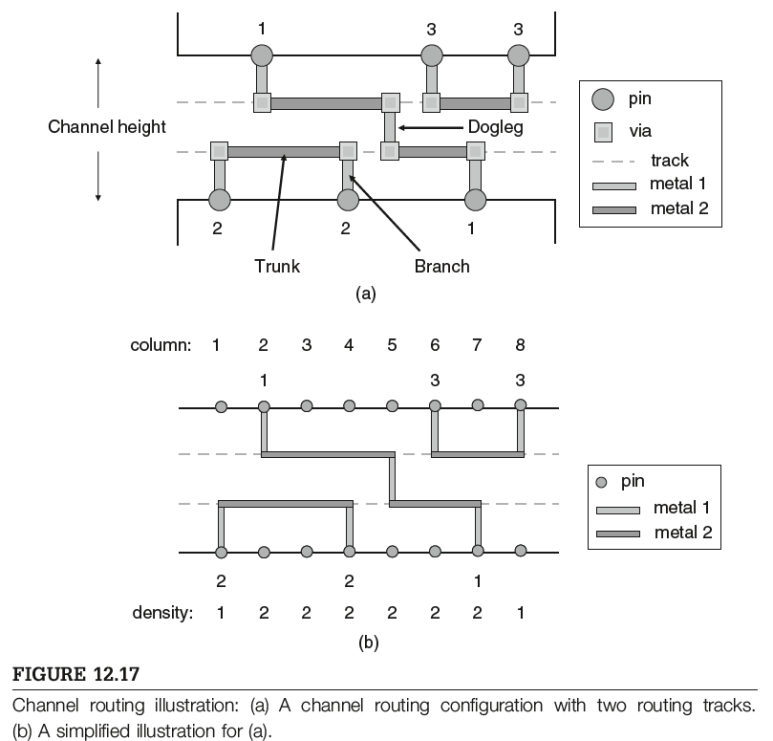 1 3 3
pin
via
track
metal 1
metal 2
Channel height
Dogleg
2 2 1
Trunk Branch
(a)
column: 1 2 3 4 5 6 7 8
1 3 3
pin
metal 1
metal 2
2 2 1
density: 1 2 2 2 2 2 2 1
(b)
FIGURE 12.17
Channel routing illustration: (a) A channel routing configuration with two routing tracks.
(b) A simplified illustration for (a).